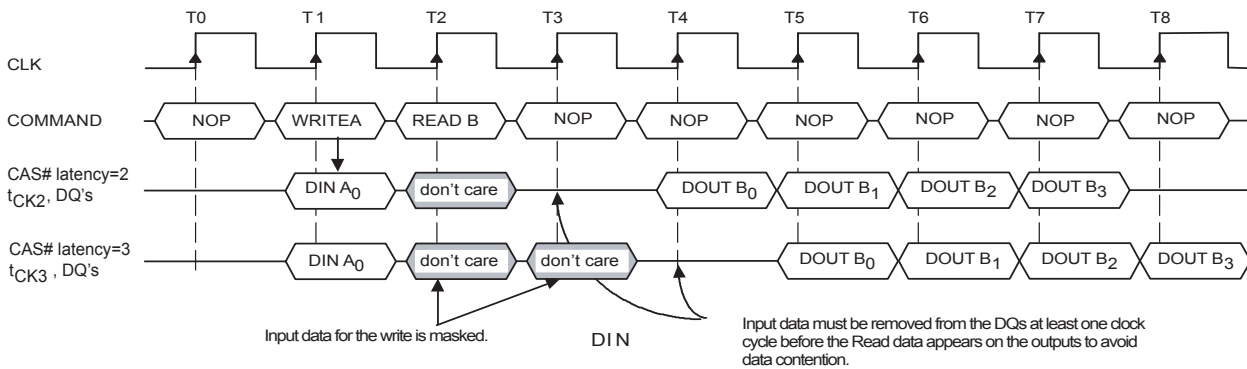 T0 T1 T2 T3 T4 T5 T6 T7 T8
CLK
COMMAND NOP WRITEA READ B NOP NOP NOP NOP NOP NOP
CAS# latency=2
tCK2, DQ's DIN A0 don't care DOUT B0 DOUT B1 DOUT B2 DOUT B3
CAS# latency=3
tCK3 , DQ's DIN A0 don't care don't care DOUT B0 DOUT B1 DOUT B2 DOUT B3
Input data for the write is masked.
DIN
Input data must be removed from the DQs at least one clock
cycle before the Read data appears on the outputs to avoid
data contention.